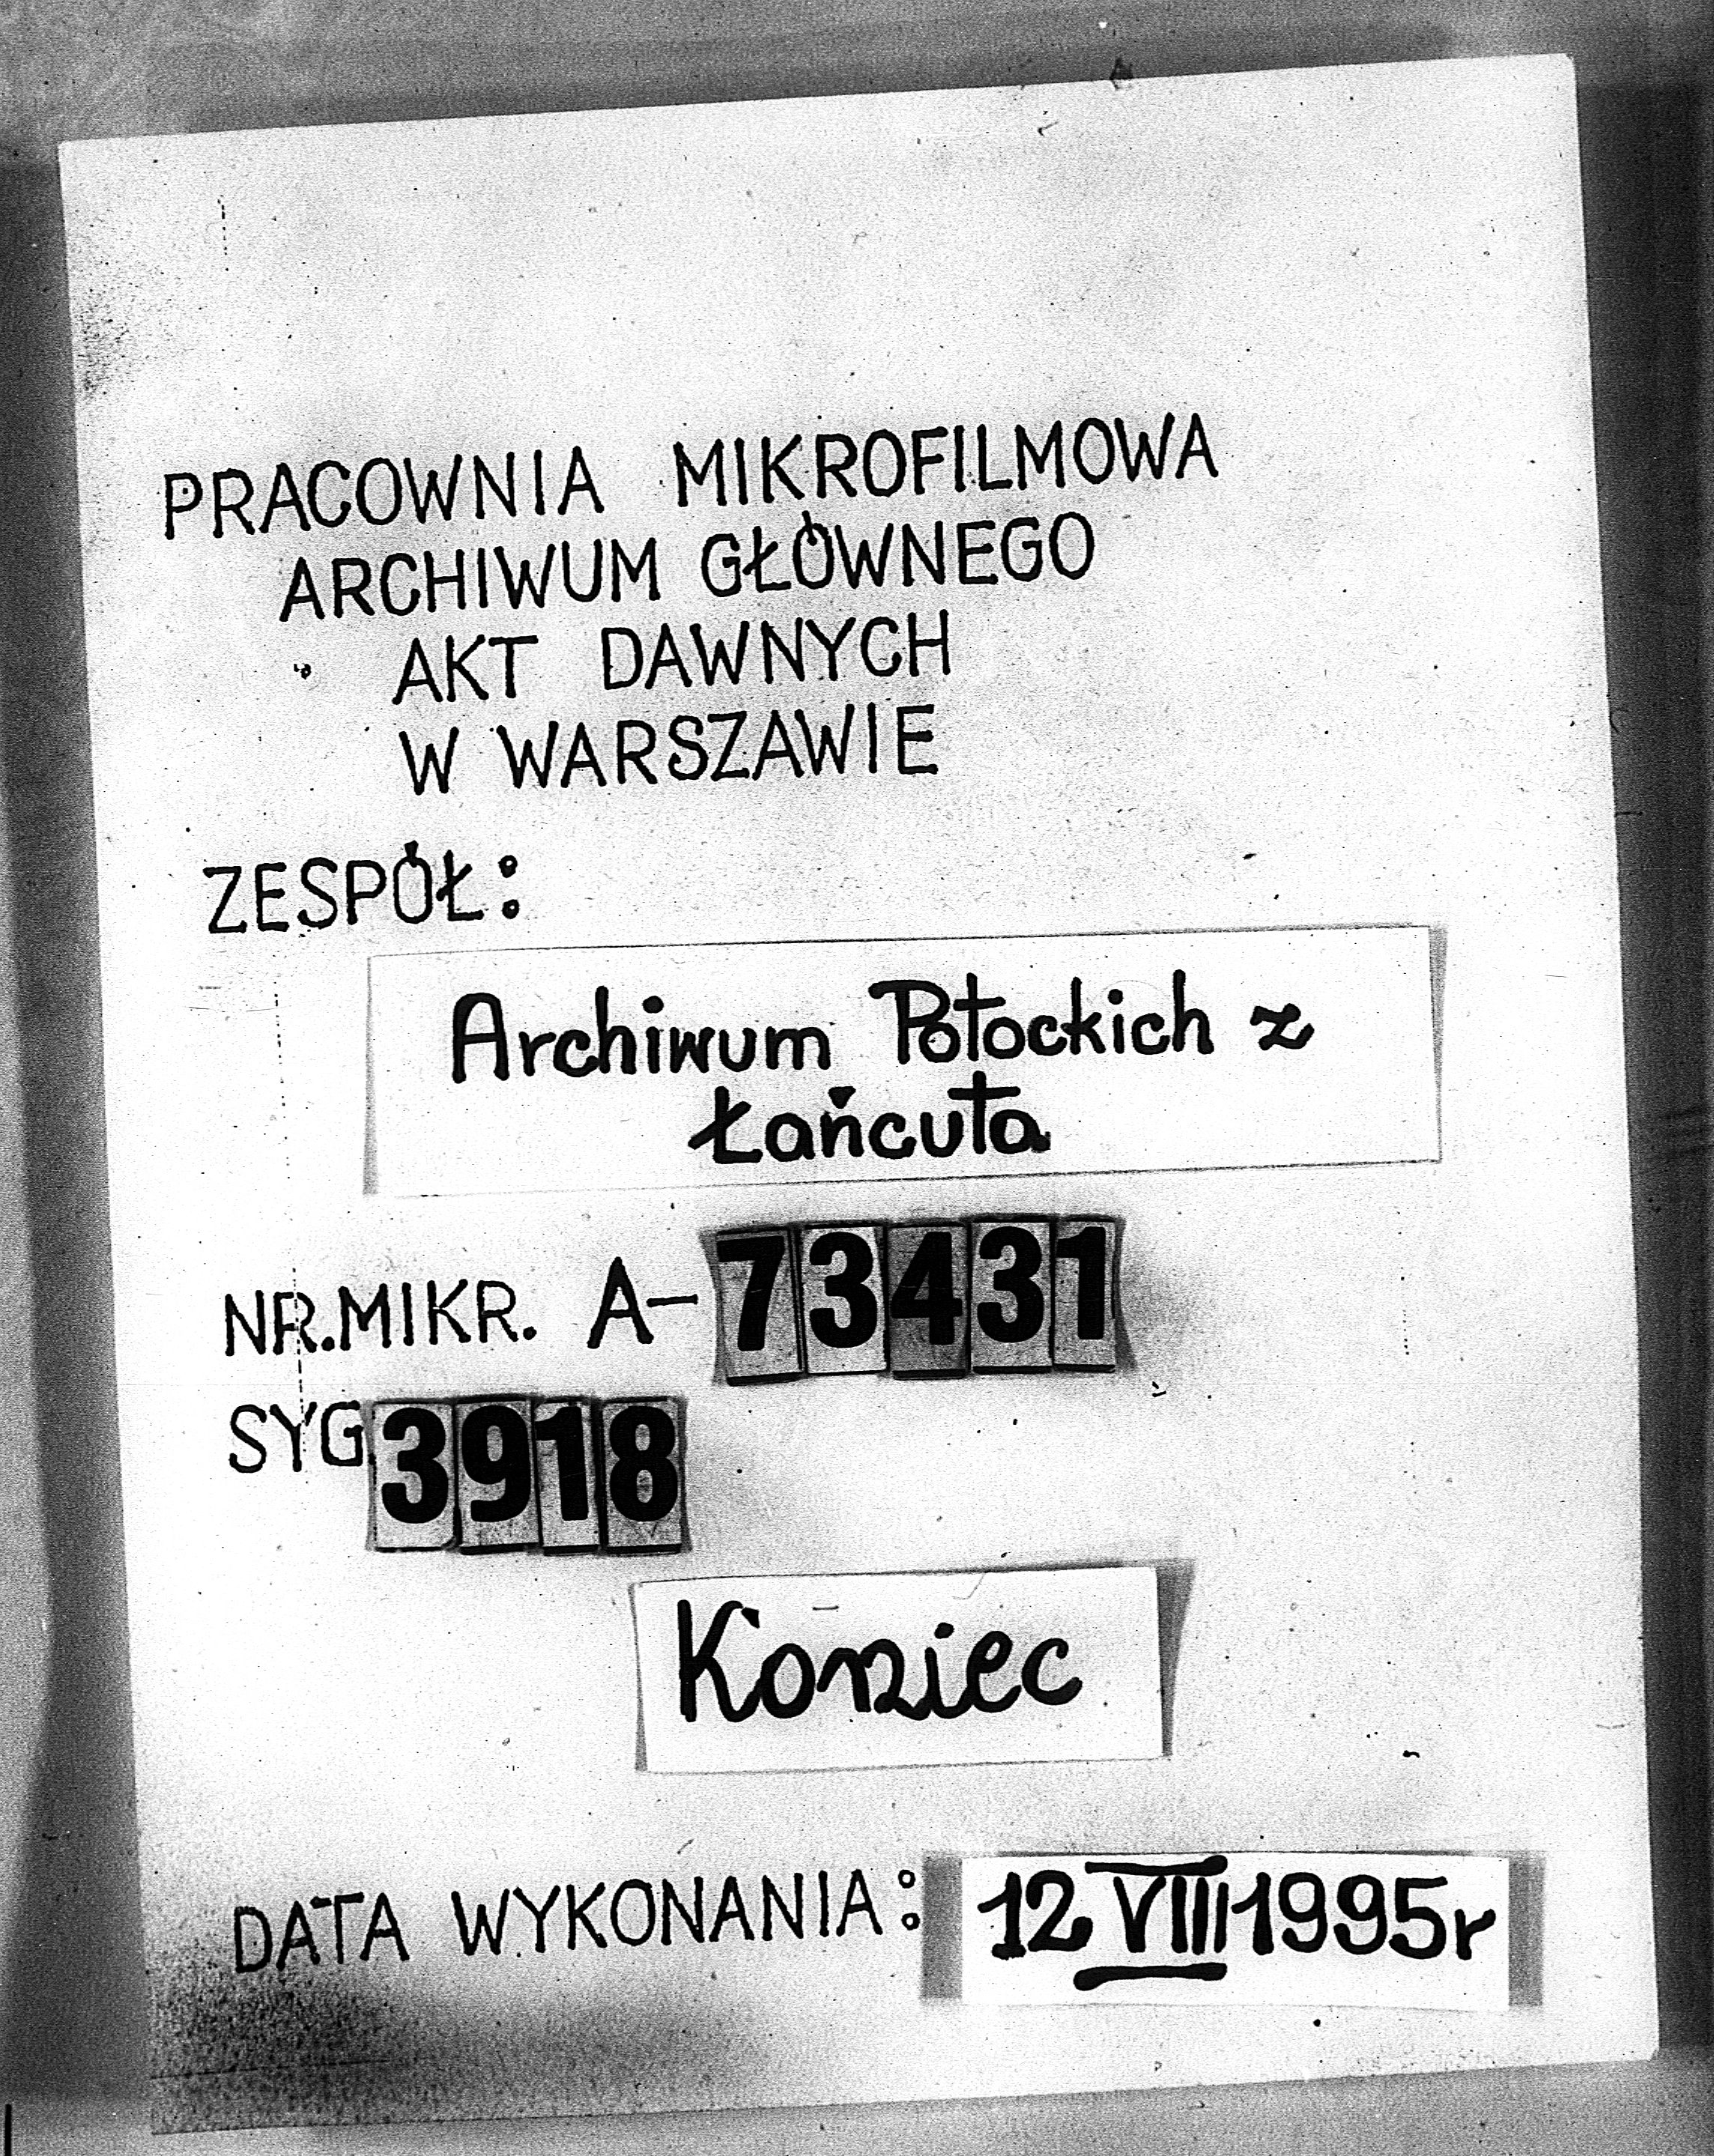 PRACOWNIA MIKROFILMOWA
ARCHIWUM GŁÓWNEGO
AKT DAWNYCH
W WARSZAWIE
ZESPÓŁ:
Archiwum Potockich z
Łańcuta
NR.MIKR. A-73431
SYG.3918
Koniec
DATA WYKONANIA: 12 VIII 1995r